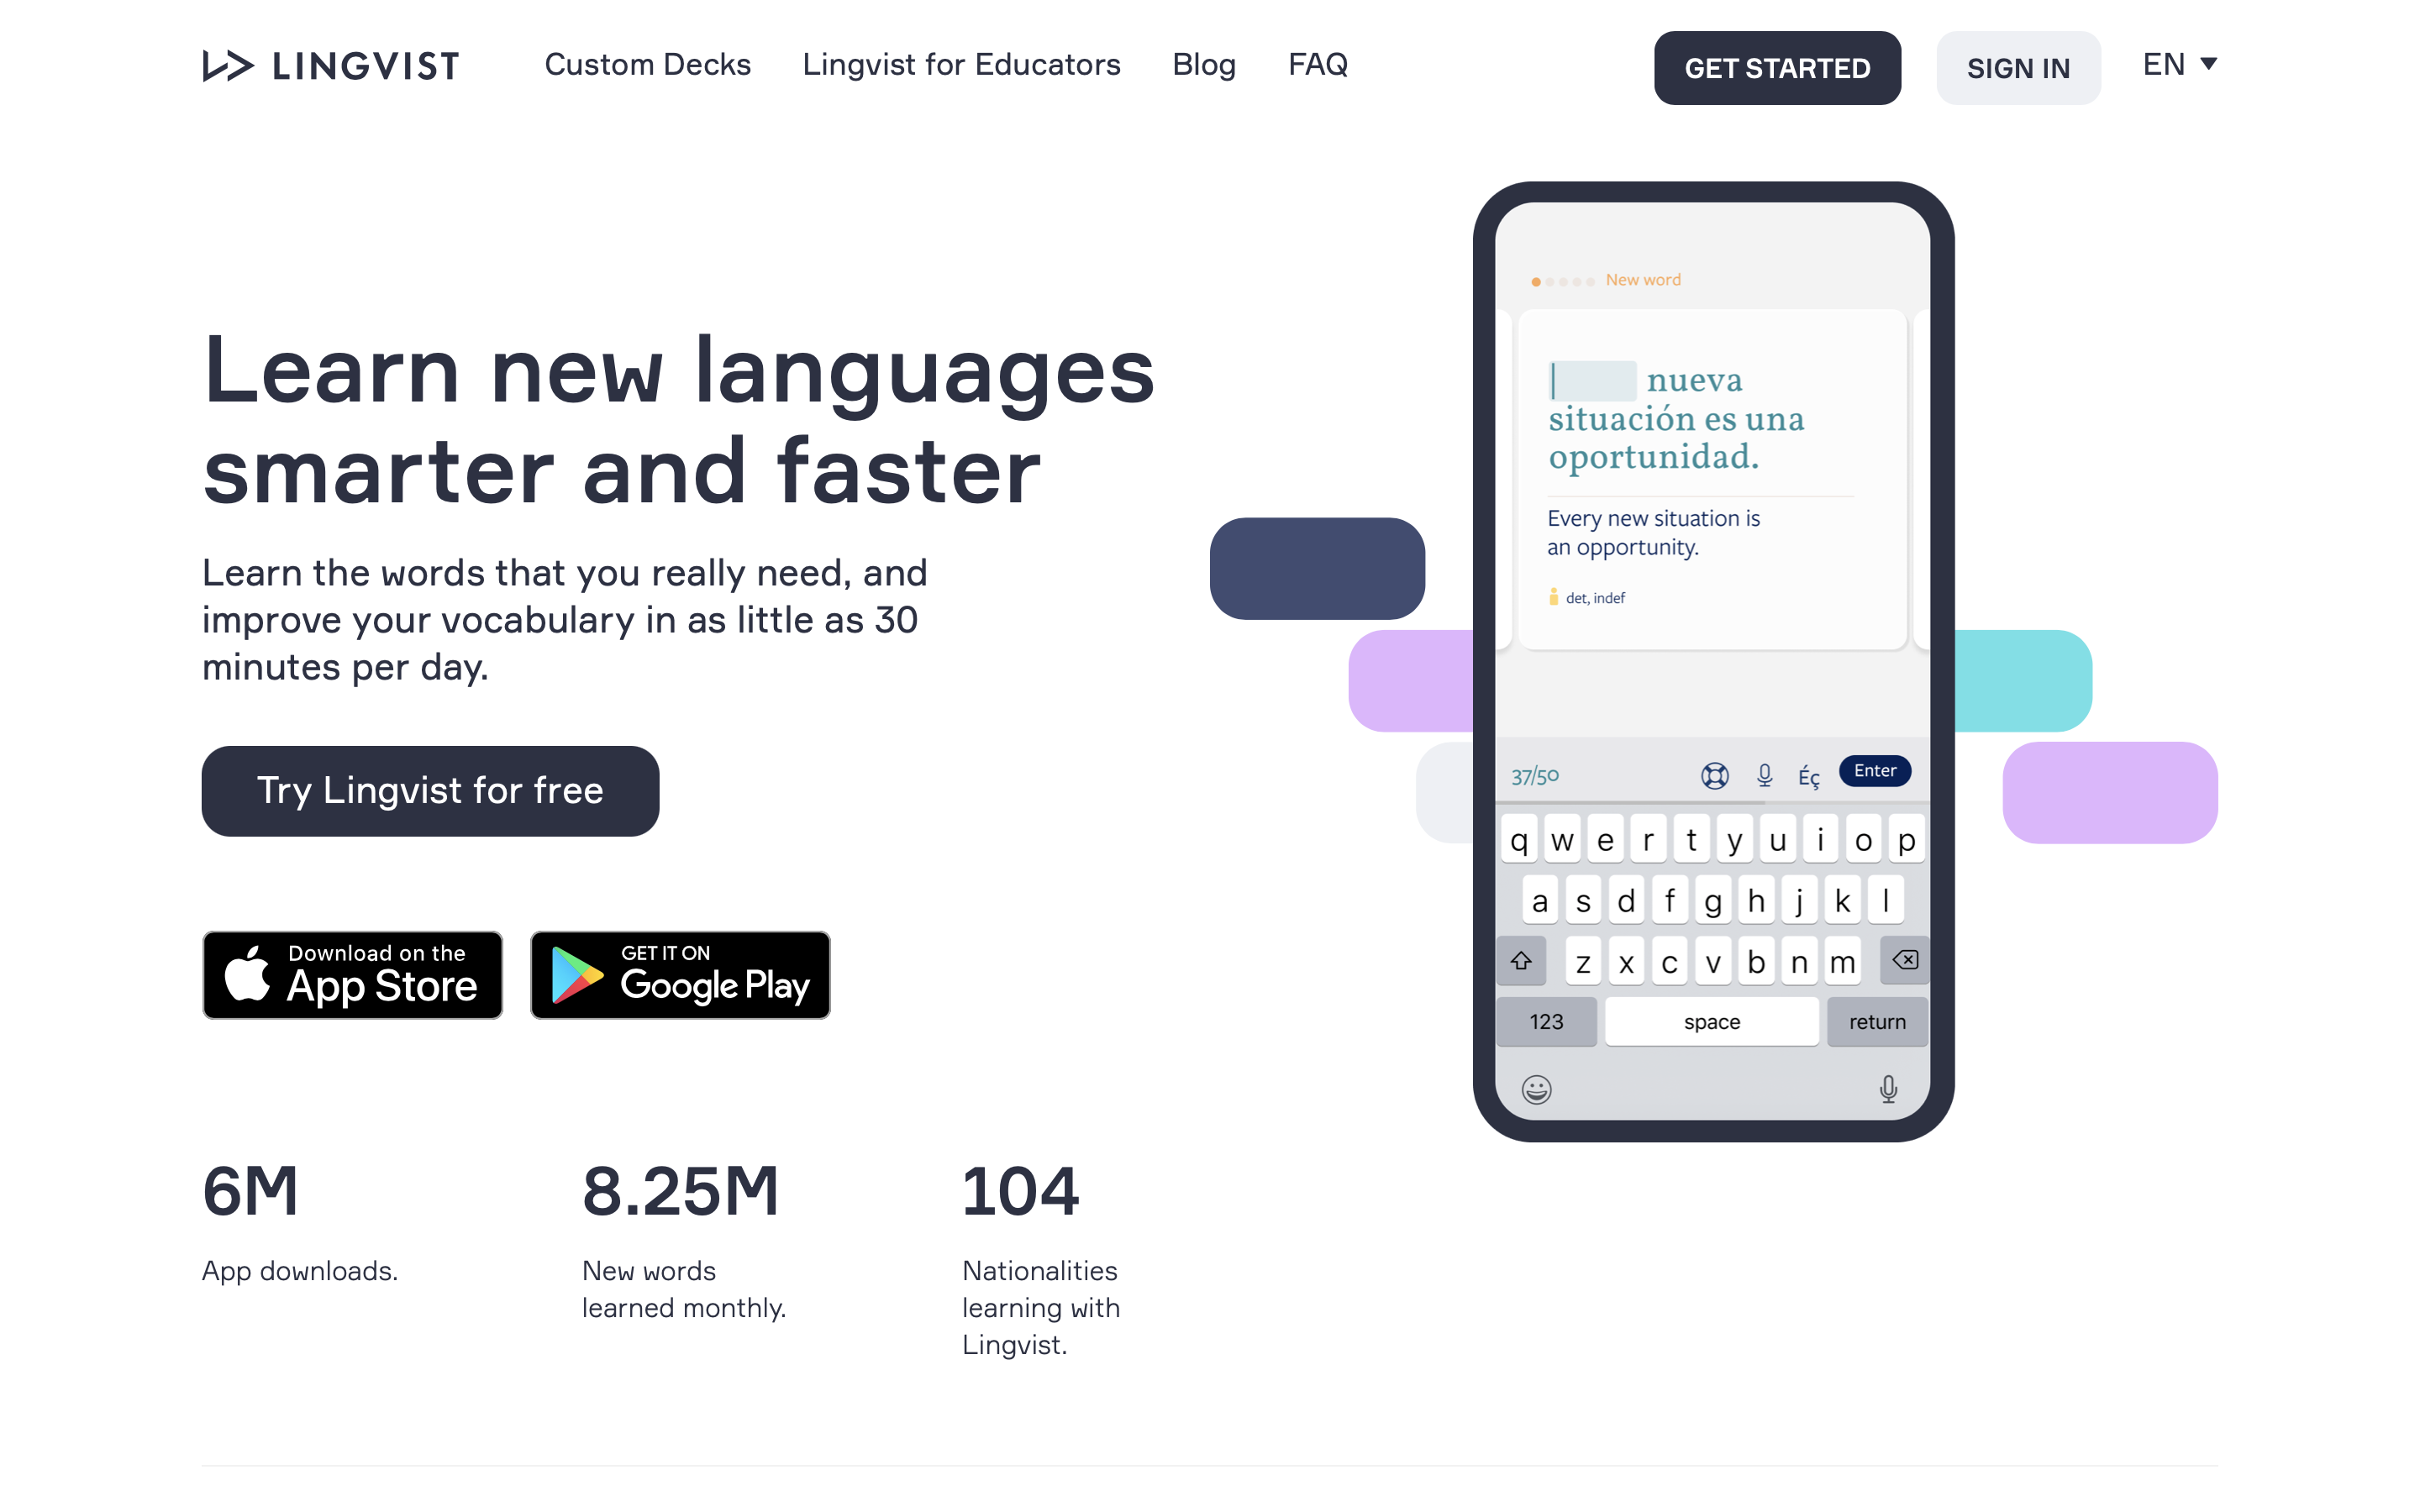 LINGVIST
Custom Decks
Lingvist for Educators
Blog
FAQ
GET STARTED
SIGN IN
EN
Learn new languages
smarter and faster
Learn the words that you really need, and
improve your vocabulary in as little as 30
minutes per day.
Try Lingvist for free
Download on the
App Store
GET IT ON
Google Play
6M
App downloads.
8.25M
New words
learned monthly.
104
Nationalities
learning with
Lingvist.
New word
nueva
situación es una
oportunidad.
Every new situation is
an opportunity.
det, indef
37/50
Éç
Enter
q w e r t y u i o p
a s d f g h j k l
z x c v b n m
123
space
return